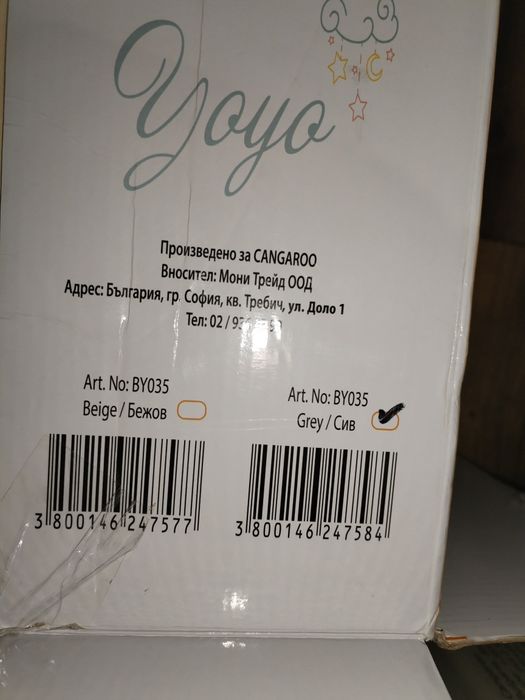 Yoyo
Произведено за CANGAROO
Вносител: Мони Трейд ООД
Адрес: България, гр. София, кв. Требич, ул. Доло 1
Тел: 02 /
Art. No: BY035
Beige / Бежов
3 800146 247577
Art. No: BY035
Grey / Сив
3 800146 247584